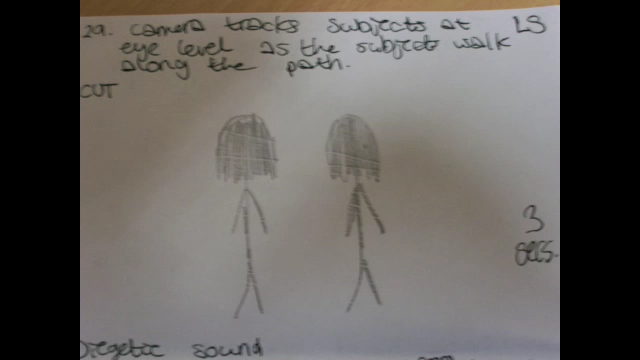 29. camera tracks subjects at LS
eye level as the subjects walk
along the path.
CUT
3
secs.
Diegetic sound